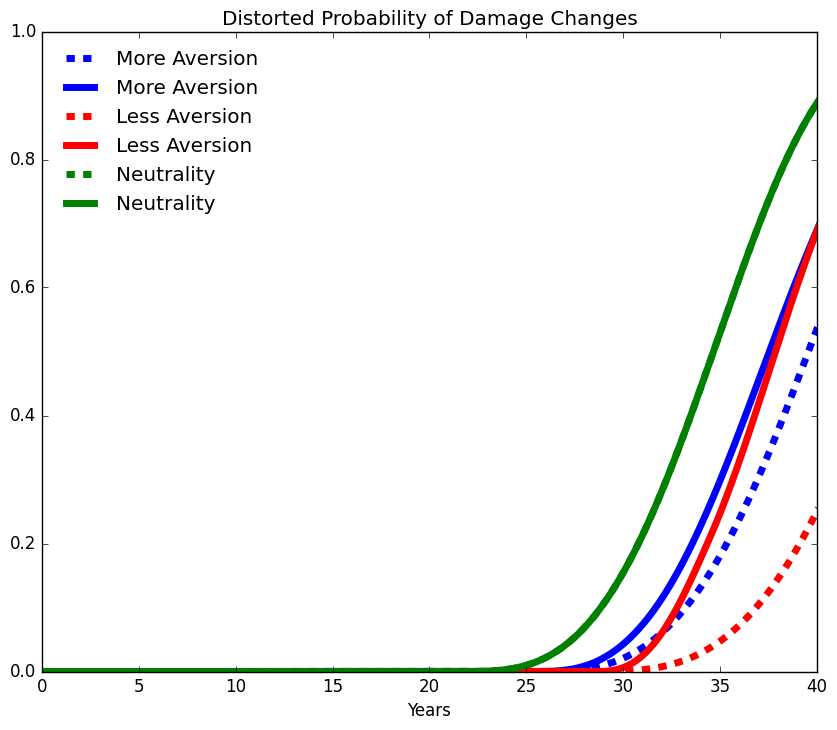 Distorted Probability of Damage Changes
1.0
0.8
0.6
0.4
0.2
0.0
More Aversion
More Aversion
Less Aversion
Less Aversion
Neutrality
Neutrality
0 5 10 15 20 25 30 35 40
Years